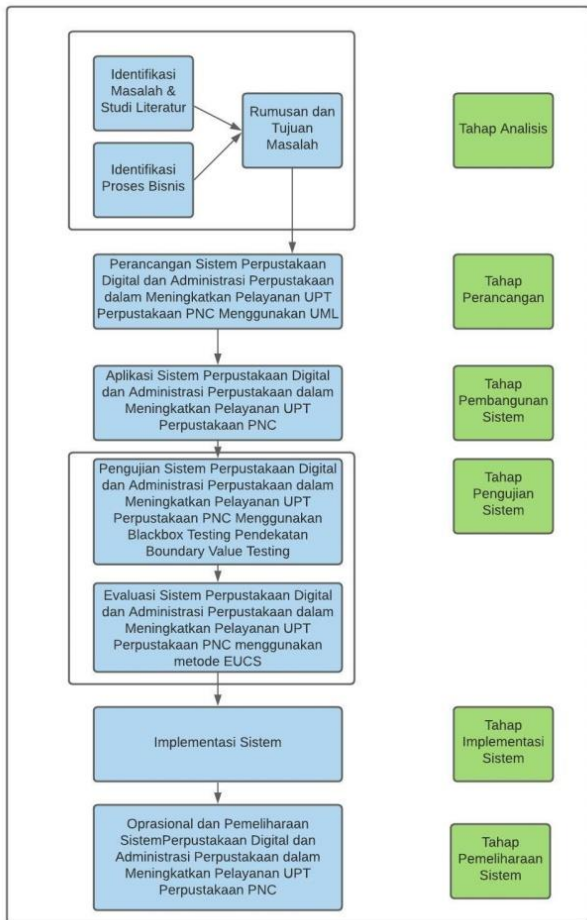 Identifikasi
Masalah &
Studi Literatur
Rumusan dan
Tujuan
Masalah
Tahap Analisis
Identifikasi
Proses Bisnis
Perancangan Sistem Perpustakaan
Digital dan Administrasi Perpustakaan
dalam Meningkatkan Pelayanan UPT
Perpustakaan PNC Menggunakan UML
Tahap
Perancangan
Aplikasi Sistem Perpustakaan Digital
dan Administrasi Perpustakaan dalam
Meningkatkan Pelayanan UPT
Perpustakaan PNC
Tahap
Pembangunan
Sistem
Pengujian Sistem Perpustakaan Digital
dan Administrasi Perpustakaan dalam
Meningkatkan Pelayanan UPT
Perpustakaan PNC Menggunakan
Blackbox Testing Pendekatan
Boundary Value Testing
Tahap
Pengujian
Sistem
Evaluasi Sistem Perpustakaan Digital
dan Administrasi Perpustakaan dalam
Meningkatkan Pelayanan UPT
Perpustakaan PNC menggunakan
metode EUCS
Implementasi Sistem
Tahap
Implementasi
Sistem
Oprasional dan Pemeliharaan
SistemPerpustakaan Digital dan
Administrasi Perpustakaan dalam
Meningkatkan Pelayanan UPT
Perpustakaan PNC
Tahap
Pemeliharaan
Sistem